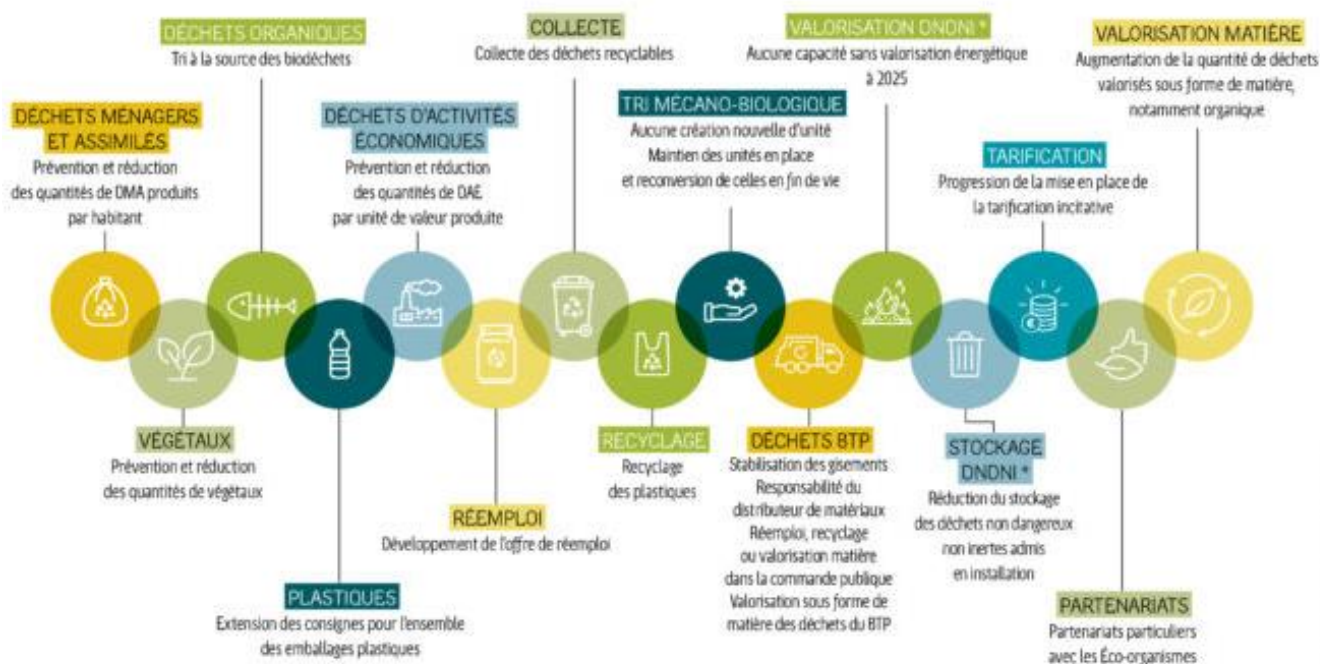 DÉCHETS MÉNAGERS
ET ASSIMILÉS
Prévention et réduction
des quantités de DMA produits
par habitant
VÉGÉTAUX
Prévention et réduction
des quantités de végétaux
DÉCHETS ORGANIQUES
Tri à la source des biodéchets
PLASTIQUES
Extension des consignes pour l'ensemble
des emballages plastiques
DÉCHETS D'ACTIVITÉS
ÉCONOMIQUES
Prévention et réduction
des quantités de DAE
par unité de valeur produite
RÉEMPLOI
Développement de l'offre de réemploi
COLLECTE
Collecte des déchets recyclables
RECYCLAGE
Recyclage
des plastiques
TRI MÉCANO-BIOLOGIQUE
Aucune création nouvelle d'unité
Maintien des unités en place
et reconversion de celles en fin de vie
DÉCHETS BTP
Stabilisation des gisements
Responsabilité du
distributeur de matériaux
Réemploi, recyclage
ou valorisation matière
dans la commande publique
Valorisation sous forme de
matière des déchets du BTP
VALORISATION DNDNI *
Aucune capacité sans valorisation énergétique
à 2025
STOCKAGE
DNDNI *
Réduction du stockage
des déchets non dangereux
non inertes admis
en installation
TARIFICATION
Progression de la mise en place de
la tarification incitative
PARTENARIATS
Partenariats particuliers
avec les Éco-organismes
VALORISATION MATIÈRE
Augmentation de la quantité de déchets
valorisés sous forme de matière,
notamment organique